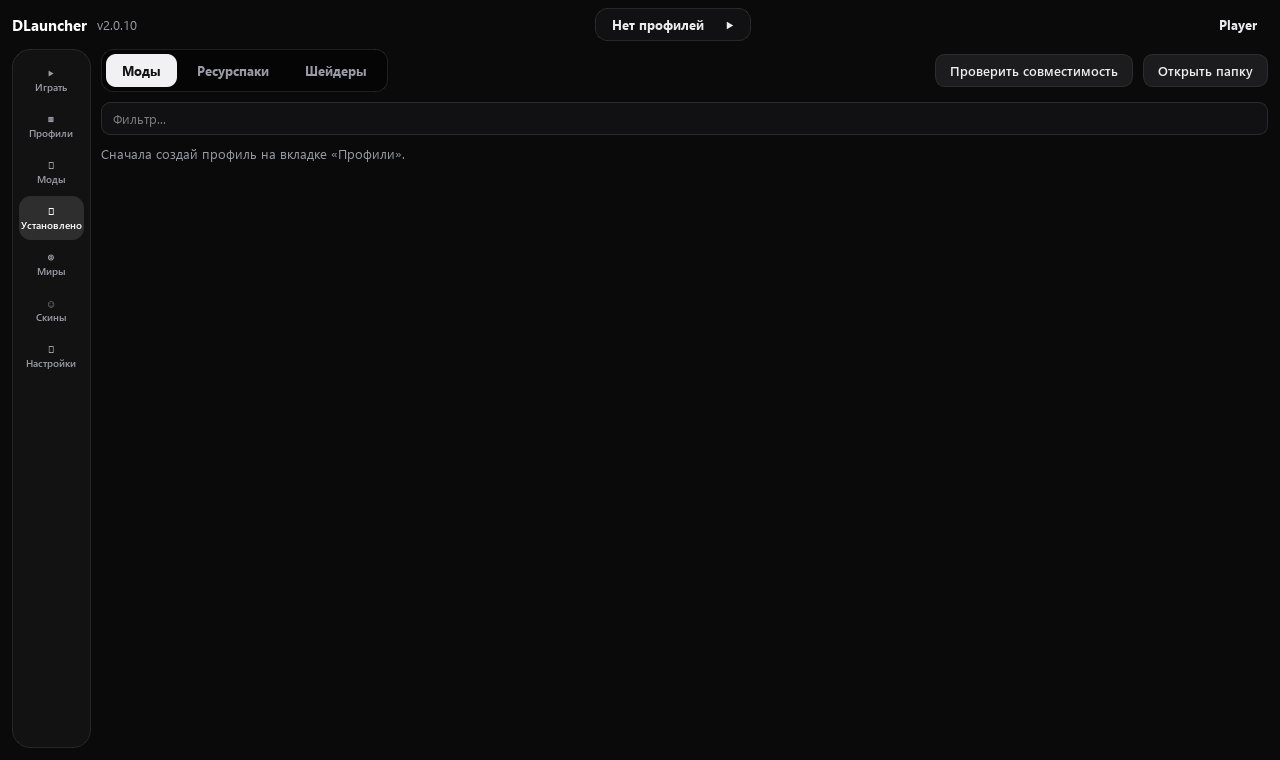 DLauncher v2.0.10
Нет профилей
Player
Играть
Профили
Моды
Установлено
Миры
Скины
Настройки
Моды Ресурспаки Шейдеры
Проверить совместимость Открыть папку
Фильтр...
Сначала создай профиль на вкладке «Профили».